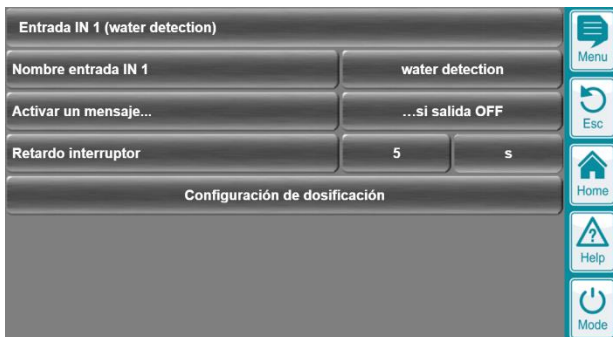 Entrada IN 1 (water detection)
Menu
Nombre entrada IN 1 water detection
Activar un mensaje... ...si salida OFF
Esc
Retardo interruptor 5 s
Home
Configuración de dosificación
Help
Mode